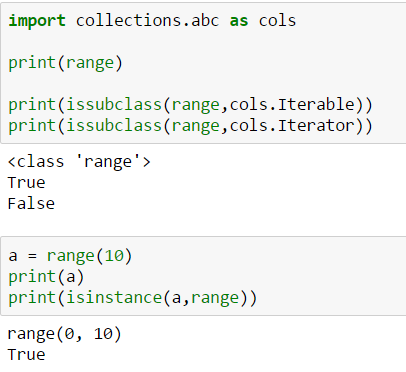 import collections.abc as cols
print(range)
print(issubclass(range,cols.Iterable))
print(issubclass(range,cols.Iterator))
<class 'range'>
True
False
a = range(10)
print(a)
print(isinstance(a,range))
range(0, 10)
True